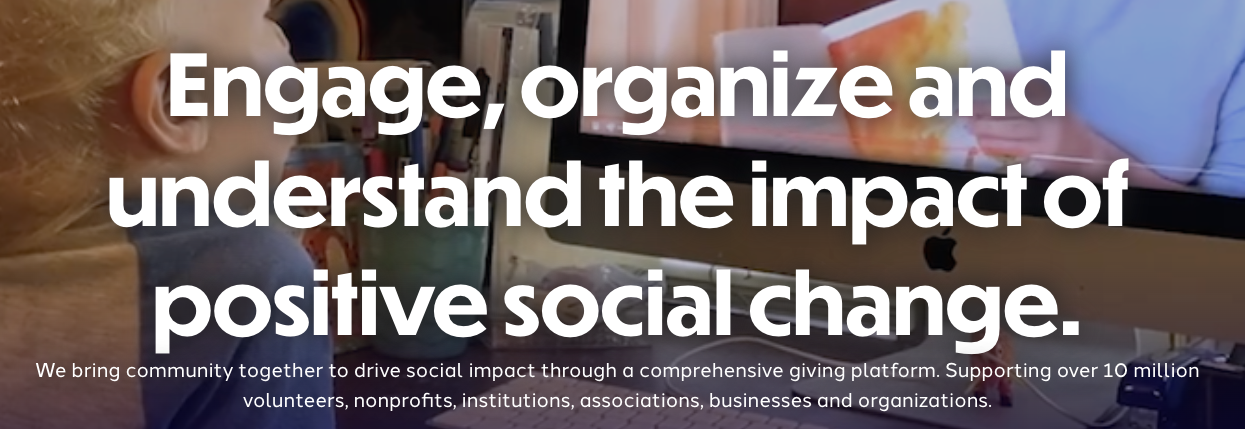 Engage, organize and
understand the impact of
positive social change.
We bring community together to drive social impact through a comprehensive giving platform. Supporting over 10 million
volunteers, nonprofits, institutions, associations, businesses and organizations.